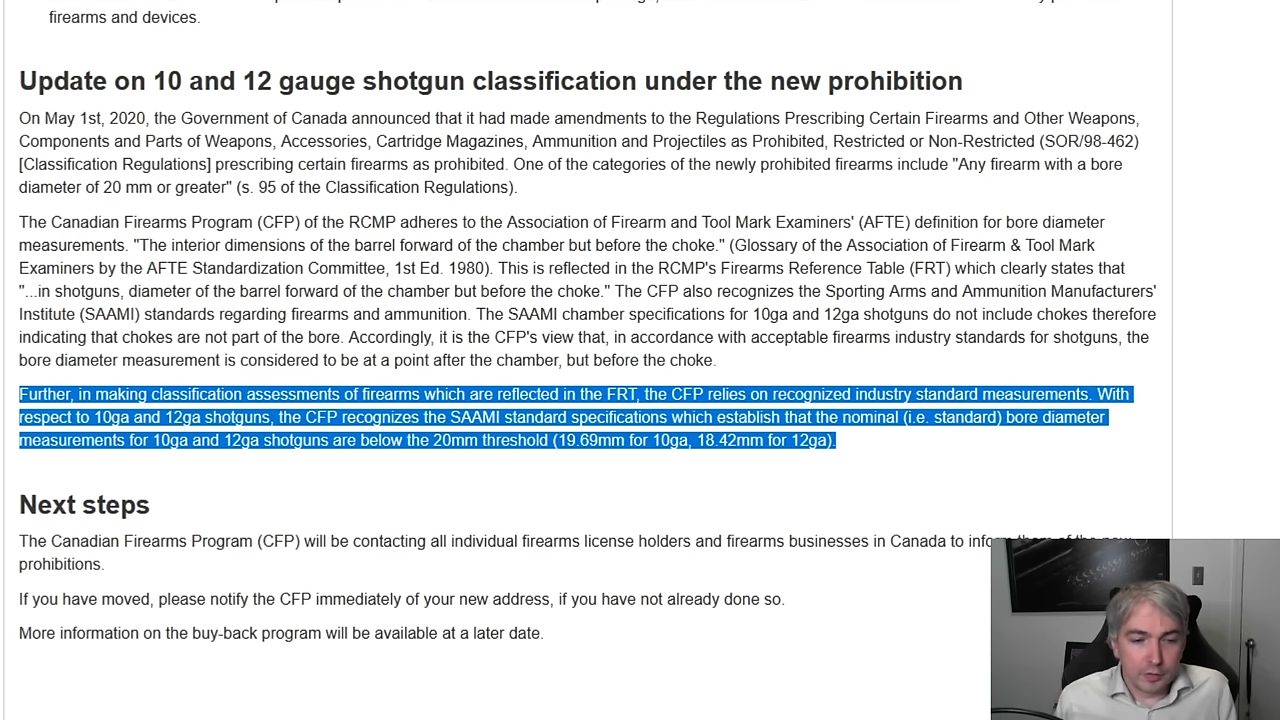 firearms and devices.
Update on 10 and 12 gauge shotgun classification under the new prohibition
On May 1st, 2020, the Government of Canada announced that it had made amendments to the Regulations Prescribing Certain Firearms and Other Weapons,
Components and Parts of Weapons, Accessories, Cartridge Magazines, Ammunition and Projectiles as Prohibited, Restricted or Non-Restricted (SOR/98-462)
[Classification Regulations] prescribing certain firearms as prohibited. One of the categories of the newly prohibited firearms include "Any firearm with a bore
diameter of 20 mm or greater" (s. 95 of the Classification Regulations).
The Canadian Firearms Program (CFP) of the RCMP adheres to the Association of Firearm and Tool Mark Examiners' (AFTE) definition for bore diameter
measurements. "The interior dimensions of the barrel forward of the chamber but before the choke." (Glossary of the Association of Firearm & Tool Mark
Examiners by the AFTE Standardization Committee, 1st Ed. 1980). This is reflected in the RCMP's Firearms Reference Table (FRT) which clearly states that
"...in shotguns, diameter of the barrel forward of the chamber but before the choke." The CFP also recognizes the Sporting Arms and Ammunition Manufacturers'
Institute (SAAMI) standards regarding firearms and ammunition. The SAAMI chamber specifications for 10ga and 12ga shotguns do not include chokes therefore
indicating that chokes are not part of the bore. Accordingly, it is the CFP's view that, in accordance with acceptable firearms industry standards for shotguns, the
bore diameter measurement is considered to be at a point after the chamber, but before the choke.
Further, in making classification assessments of firearms which are reflected in the FRT, the CFP relies on recognized industry standard measurements. With
respect to 10ga and 12ga shotguns, the CFP recognizes the SAAMI standard specifications which establish that the nominal (i.e. standard) bore diameter
measurements for 10ga and 12ga shotguns are below the 20mm threshold (19.69mm for 10ga, 18.42mm for 12ga).
Next steps
The Canadian Firearms Program (CFP) will be contacting all individual firearms license holders and firearms businesses in Canada to
prohibitions.
If you have moved, please notify the CFP immediately of your new address, if you have not already done so.
More information on the buy-back program will be available at a later date.